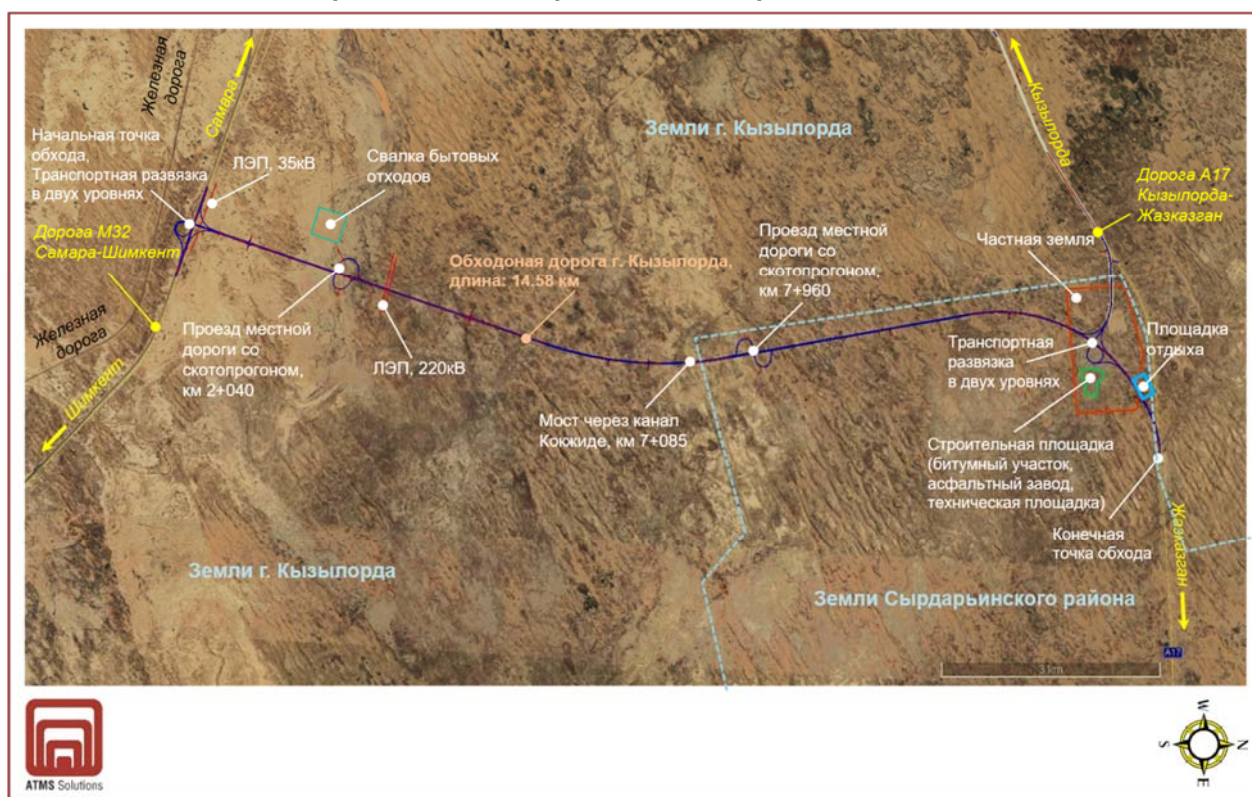 Железная
дорога
Самара
Начальная точка
обхода,
Транспортная развязка
в двух уровнях
ЛЭП, 35кВ
Свалка бытовых
отходов
Земли г. Кызылорда
Кызылорда
Дорога А17
Кызылорда-
Жазказган
Дорога М32
Самара-Шимкент
Обходоная дорога г. Кызылорда,
длина: 14.58 км
Проезд местной
дороги со
скотопрогоном,
км 7+960
Частная земля
Железная
дорога
Шимкент
Проезд местной
дороги со
скотопрогоном,
км 2+040
ЛЭП, 220кВ
Мост через канал
Кокжиде, км 7+085
Транспортная
развязка
в двух уровнях
Площадка
отдыха
Строительная площадка
(битумный участок,
асфальтный завод,
техническая площадка)
Конечная
точка обхода
Жазказган
Земли г. Кызылорда
Земли Сырдарьинского района
A17
ATMS Solutions
W
S
N
E